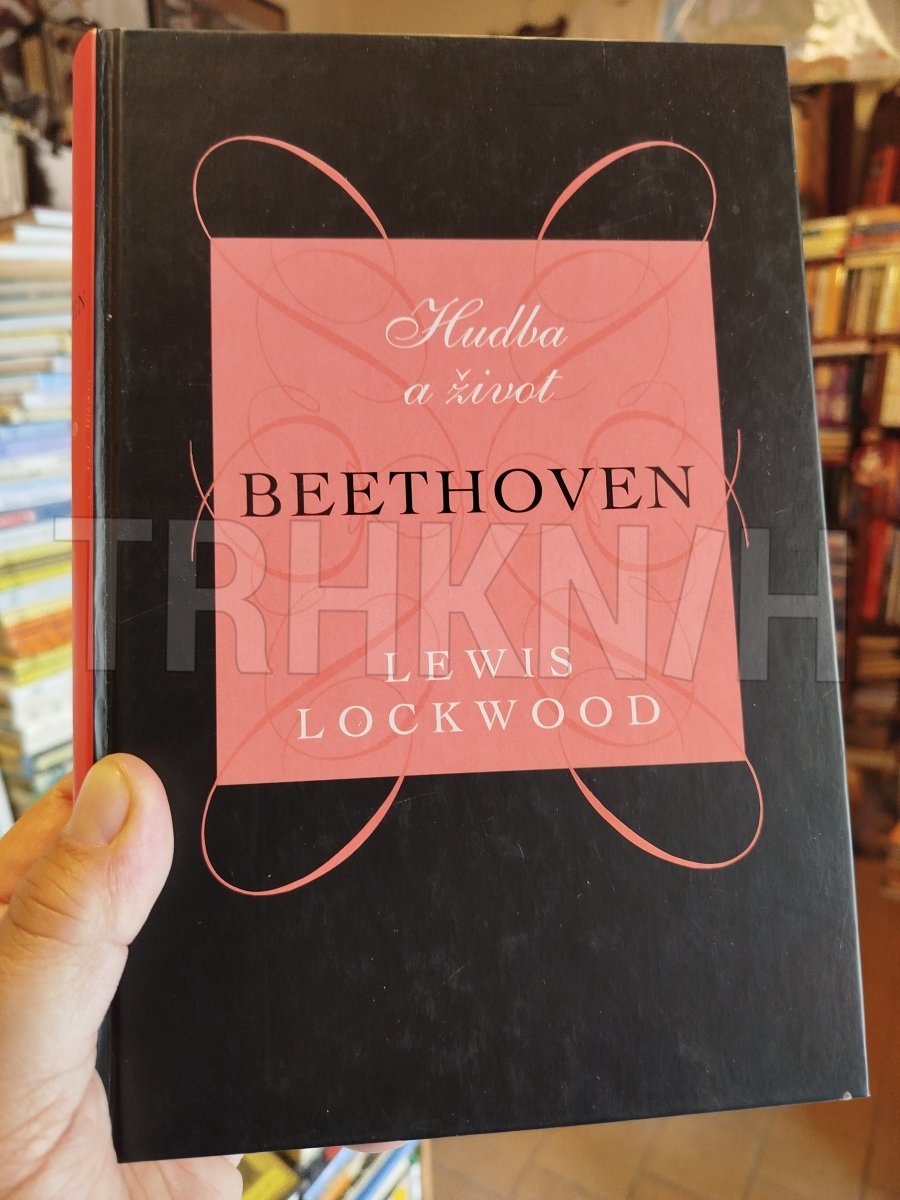 Hudba
a život
BEETHOVEN
TRHKNIH
LEWIS
LOCKWOOD